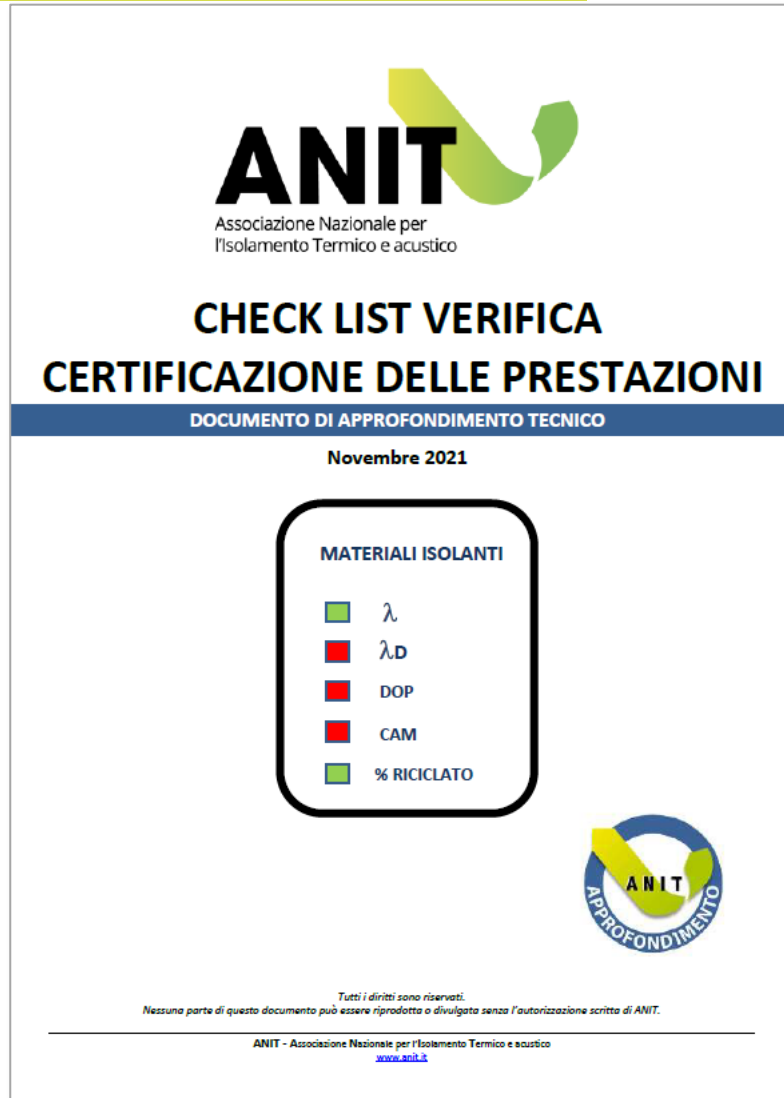 ANIT
Associazione Nazionale per
l'Isolamento Termico e acustico
CHECK LIST VERIFICA
CERTIFICAZIONE DELLE PRESTAZIONI
DOCUMENTO DI APPROFONDIMENTO TECNICO
Novembre 2021
MATERIALI ISOLANTI
λ
λD
DOP
CAM
% RICICLATO
ANIT
APPROFONDIMENTO
Tutti i diritti sono riservati.
Nessuna parte di questo documento può essere riprodotta o divulgata senza l'autorizzazione scritta di ANIT.
ANIT - Associazione Nazionale per l'Isolamento Termico e acustico
www.anit.it